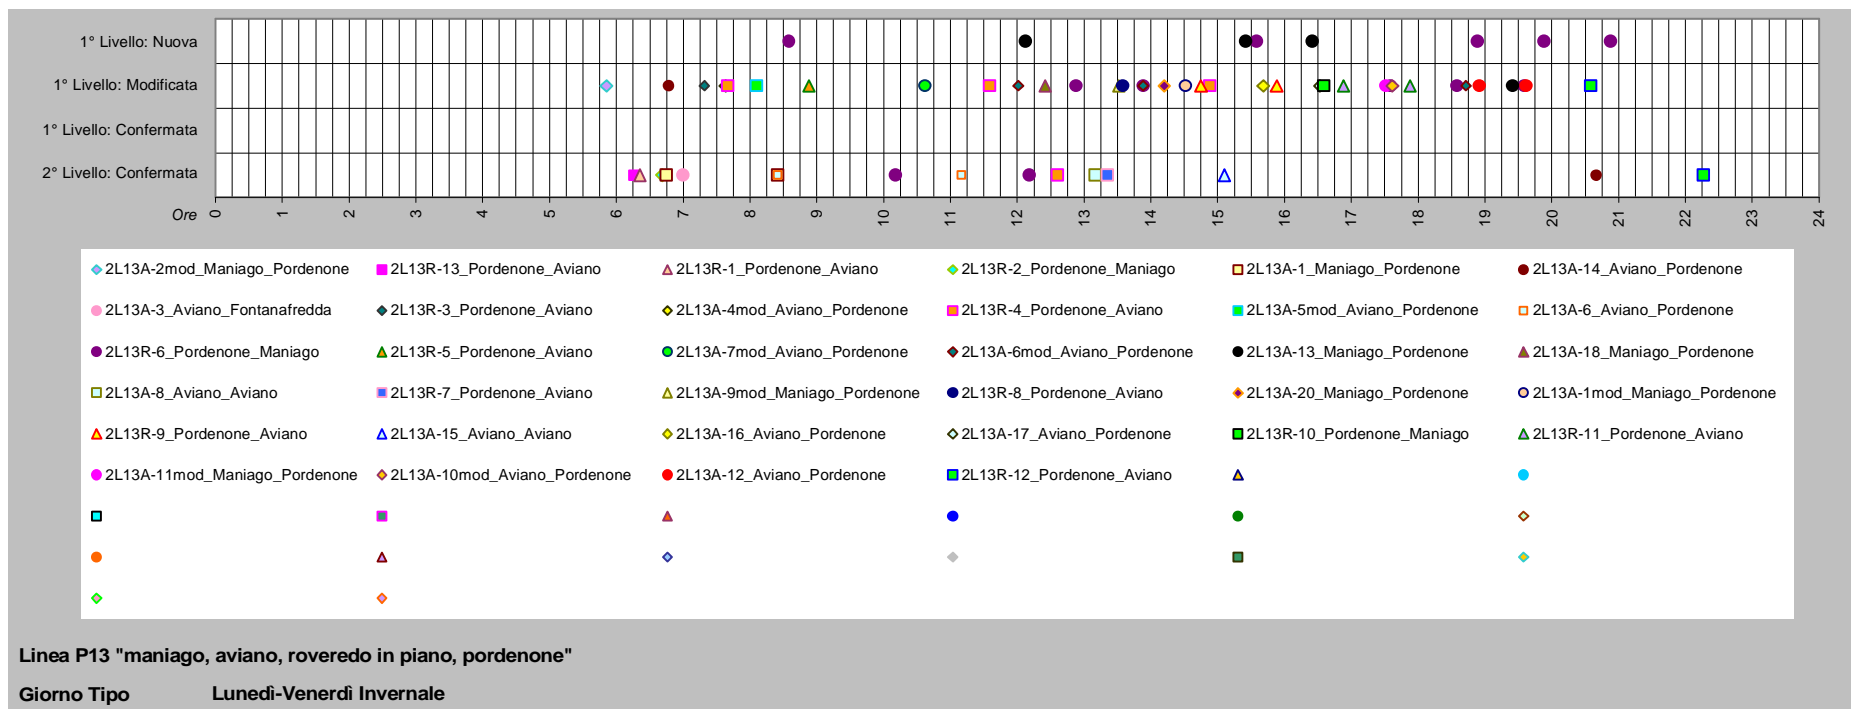 1° Livello: Nuova
1° Livello: Modificata
1° Livello: Confermata
2° Livello: Confermata
Ore 0 1 2 3 4 5 6 7 8 9 10 11 12 13 14 15 16 17 18 19 20 21 22 23 24
2L13A-2mod_Maniago_Pordenone 2L13R-13_Pordenone_Aviano 2L13R-1_Pordenone_Aviano 2L13R-2_Pordenone_Maniago 2L13A-1_Maniago_Pordenone 2L13A-14_Aviano_Pordenone
2L13A-3_Aviano_Fontanafredda 2L13R-3_Pordenone_Aviano 2L13A-4mod_Aviano_Pordenone 2L13R-4_Pordenone_Aviano 2L13A-5mod_Aviano_Pordenone 2L13A-6_Aviano_Pordenone
2L13R-6_Pordenone_Maniago 2L13R-5_Pordenone_Aviano 2L13A-7mod_Aviano_Pordenone 2L13A-6mod_Aviano_Pordenone 2L13A-13_Maniago_Pordenone 2L13A-18_Maniago_Pordenone
2L13A-8_Aviano_Aviano 2L13R-7_Pordenone_Aviano 2L13A-9mod_Maniago_Pordenone 2L13R-8_Pordenone_Aviano 2L13A-20_Maniago_Pordenone 2L13A-1mod_Maniago_Pordenone
2L13R-9_Pordenone_Aviano 2L13A-15_Aviano_Aviano 2L13A-16_Aviano_Pordenone 2L13A-17_Aviano_Pordenone 2L13R-10_Pordenone_Maniago 2L13R-11_Pordenone_Aviano
2L13A-11mod_Maniago_Pordenone 2L13A-10mod_Aviano_Pordenone 2L13A-12_Aviano_Pordenone 2L13R-12_Pordenone_Aviano
Linea P13 "maniago, aviano, roveredo in piano, pordenone"
Giorno Tipo Lunedì-Venerdì Invernale